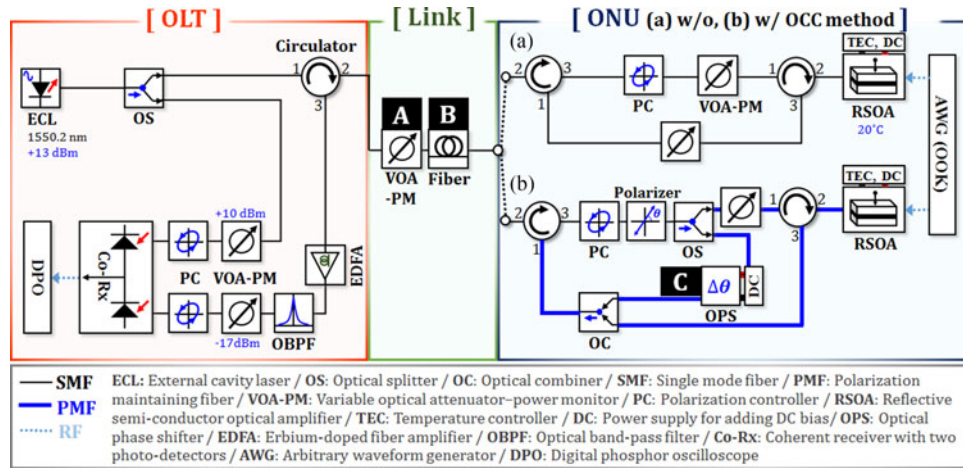 [ OLT ]
[ Link ]
[ ONU (a) w/o, (b) w/ OCC method ]
Circulator
1
2
3
ECL
1550.2 nm
+13 dBm
OS
A
B
VOA
-PM
Fiber
EDFA
DPO
Co-Rx
+10 dBm
PC
VOA-PM
-17dBm
OBPF
(a)
2
3
1
PC
VOA-PM
1
2
3
TEC, DC
RSOA
20°C
AWG (OOK)
(b)
2
3
1
PC
Polarizer
θ
OS
1
2
3
TEC, DC
RSOA
C
Δθ
DC
OPS
OC
SMF
PMF
RF
ECL: External cavity laser / OS: Optical splitter / OC: Optical combiner / SMF: Single mode fiber / PMF: Polarization
maintaining fiber / VOA-PM: Variable optical attenuator–power monitor / PC: Polarization controller / RSOA: Reflective
semi-conductor optical amplifier / TEC: Temperature controller / DC: Power supply for adding DC bias/ OPS: Optical
phase shifter / EDFA: Erbium-doped fiber amplifier / OBPF: Optical band-pass filter / Co-Rx: Coherent receiver with two
photo-detectors / AWG: Arbitrary waveform generator / DPO: Digital phosphor oscilloscope